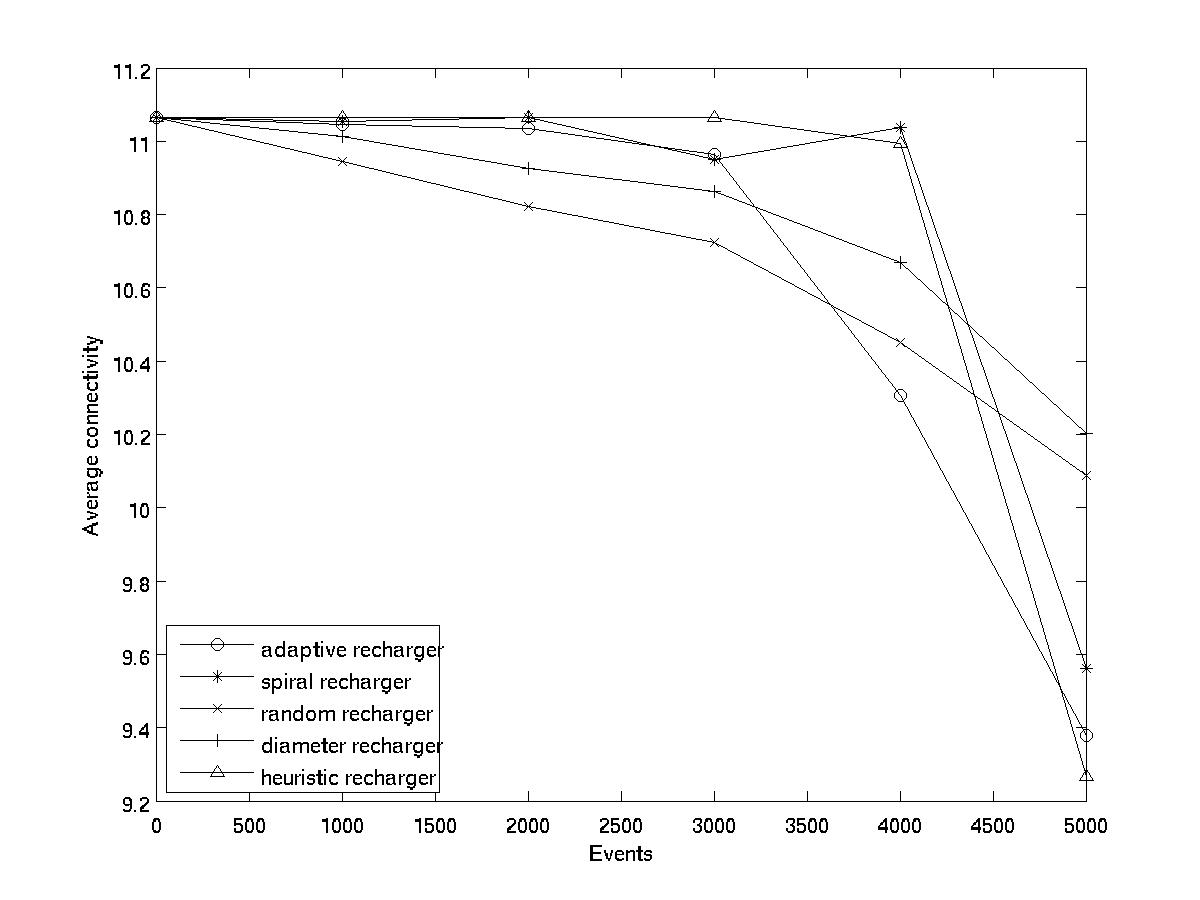 11.2
11
10.8
10.6
10.4
10.2
10
9.8
9.6
9.4
9.2
Average connectivity
adaptive recharger
spiral recharger
random recharger
diameter recharger
heuristic recharger
0 500 1000 1500 2000 2500 3000 3500 4000 4500 5000
Events